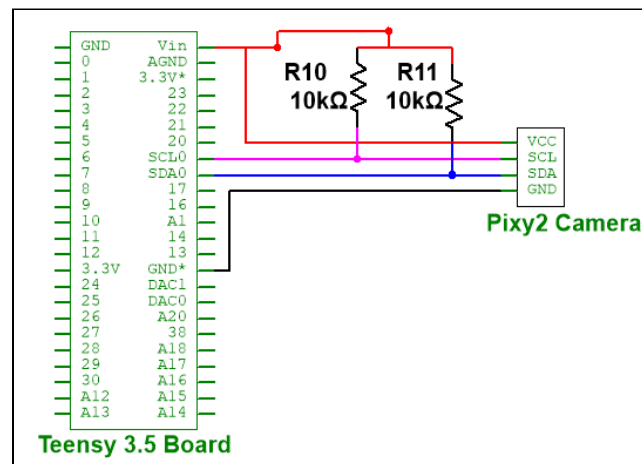 GND Vin
0 AGND
1 3.3V*
2 23
3 22
4 21
5 20
6 SCL0
7 SDA0
8 17
9 16
10 A1
11 14
12 13
3.3V GND*
24 DAC1
25 DAC0
26 A20
27 38
28 A18
29 A17
30 A16
A12 A15
A13 A14
Teensy 3.5 Board
R10
10kΩ
R11
10kΩ
VCC
SCL
SDA
GND
Pixy2 Camera